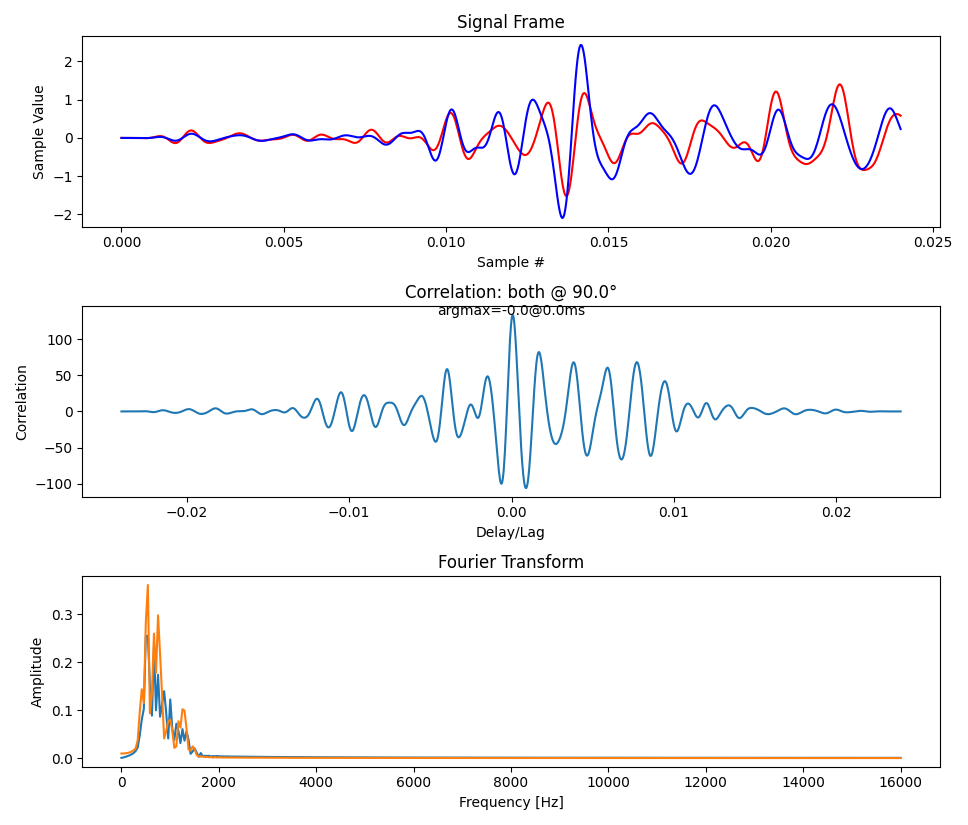 Signal Frame
Sample Value
2
1
0
−1
−2
0.000 0.005 0.010 0.015 0.020 0.025
Sample #
Correlation: both @ 90.0°
argmax=-0.0@0.0ms
Correlation
100
50
0
−50
−100
−0.02 −0.01 0.00 0.01 0.02
Delay/Lag
Fourier Transform
Amplitude
0.3
0.2
0.1
0.0
0 2000 4000 6000 8000 10000 12000 14000 16000
Frequency [Hz]